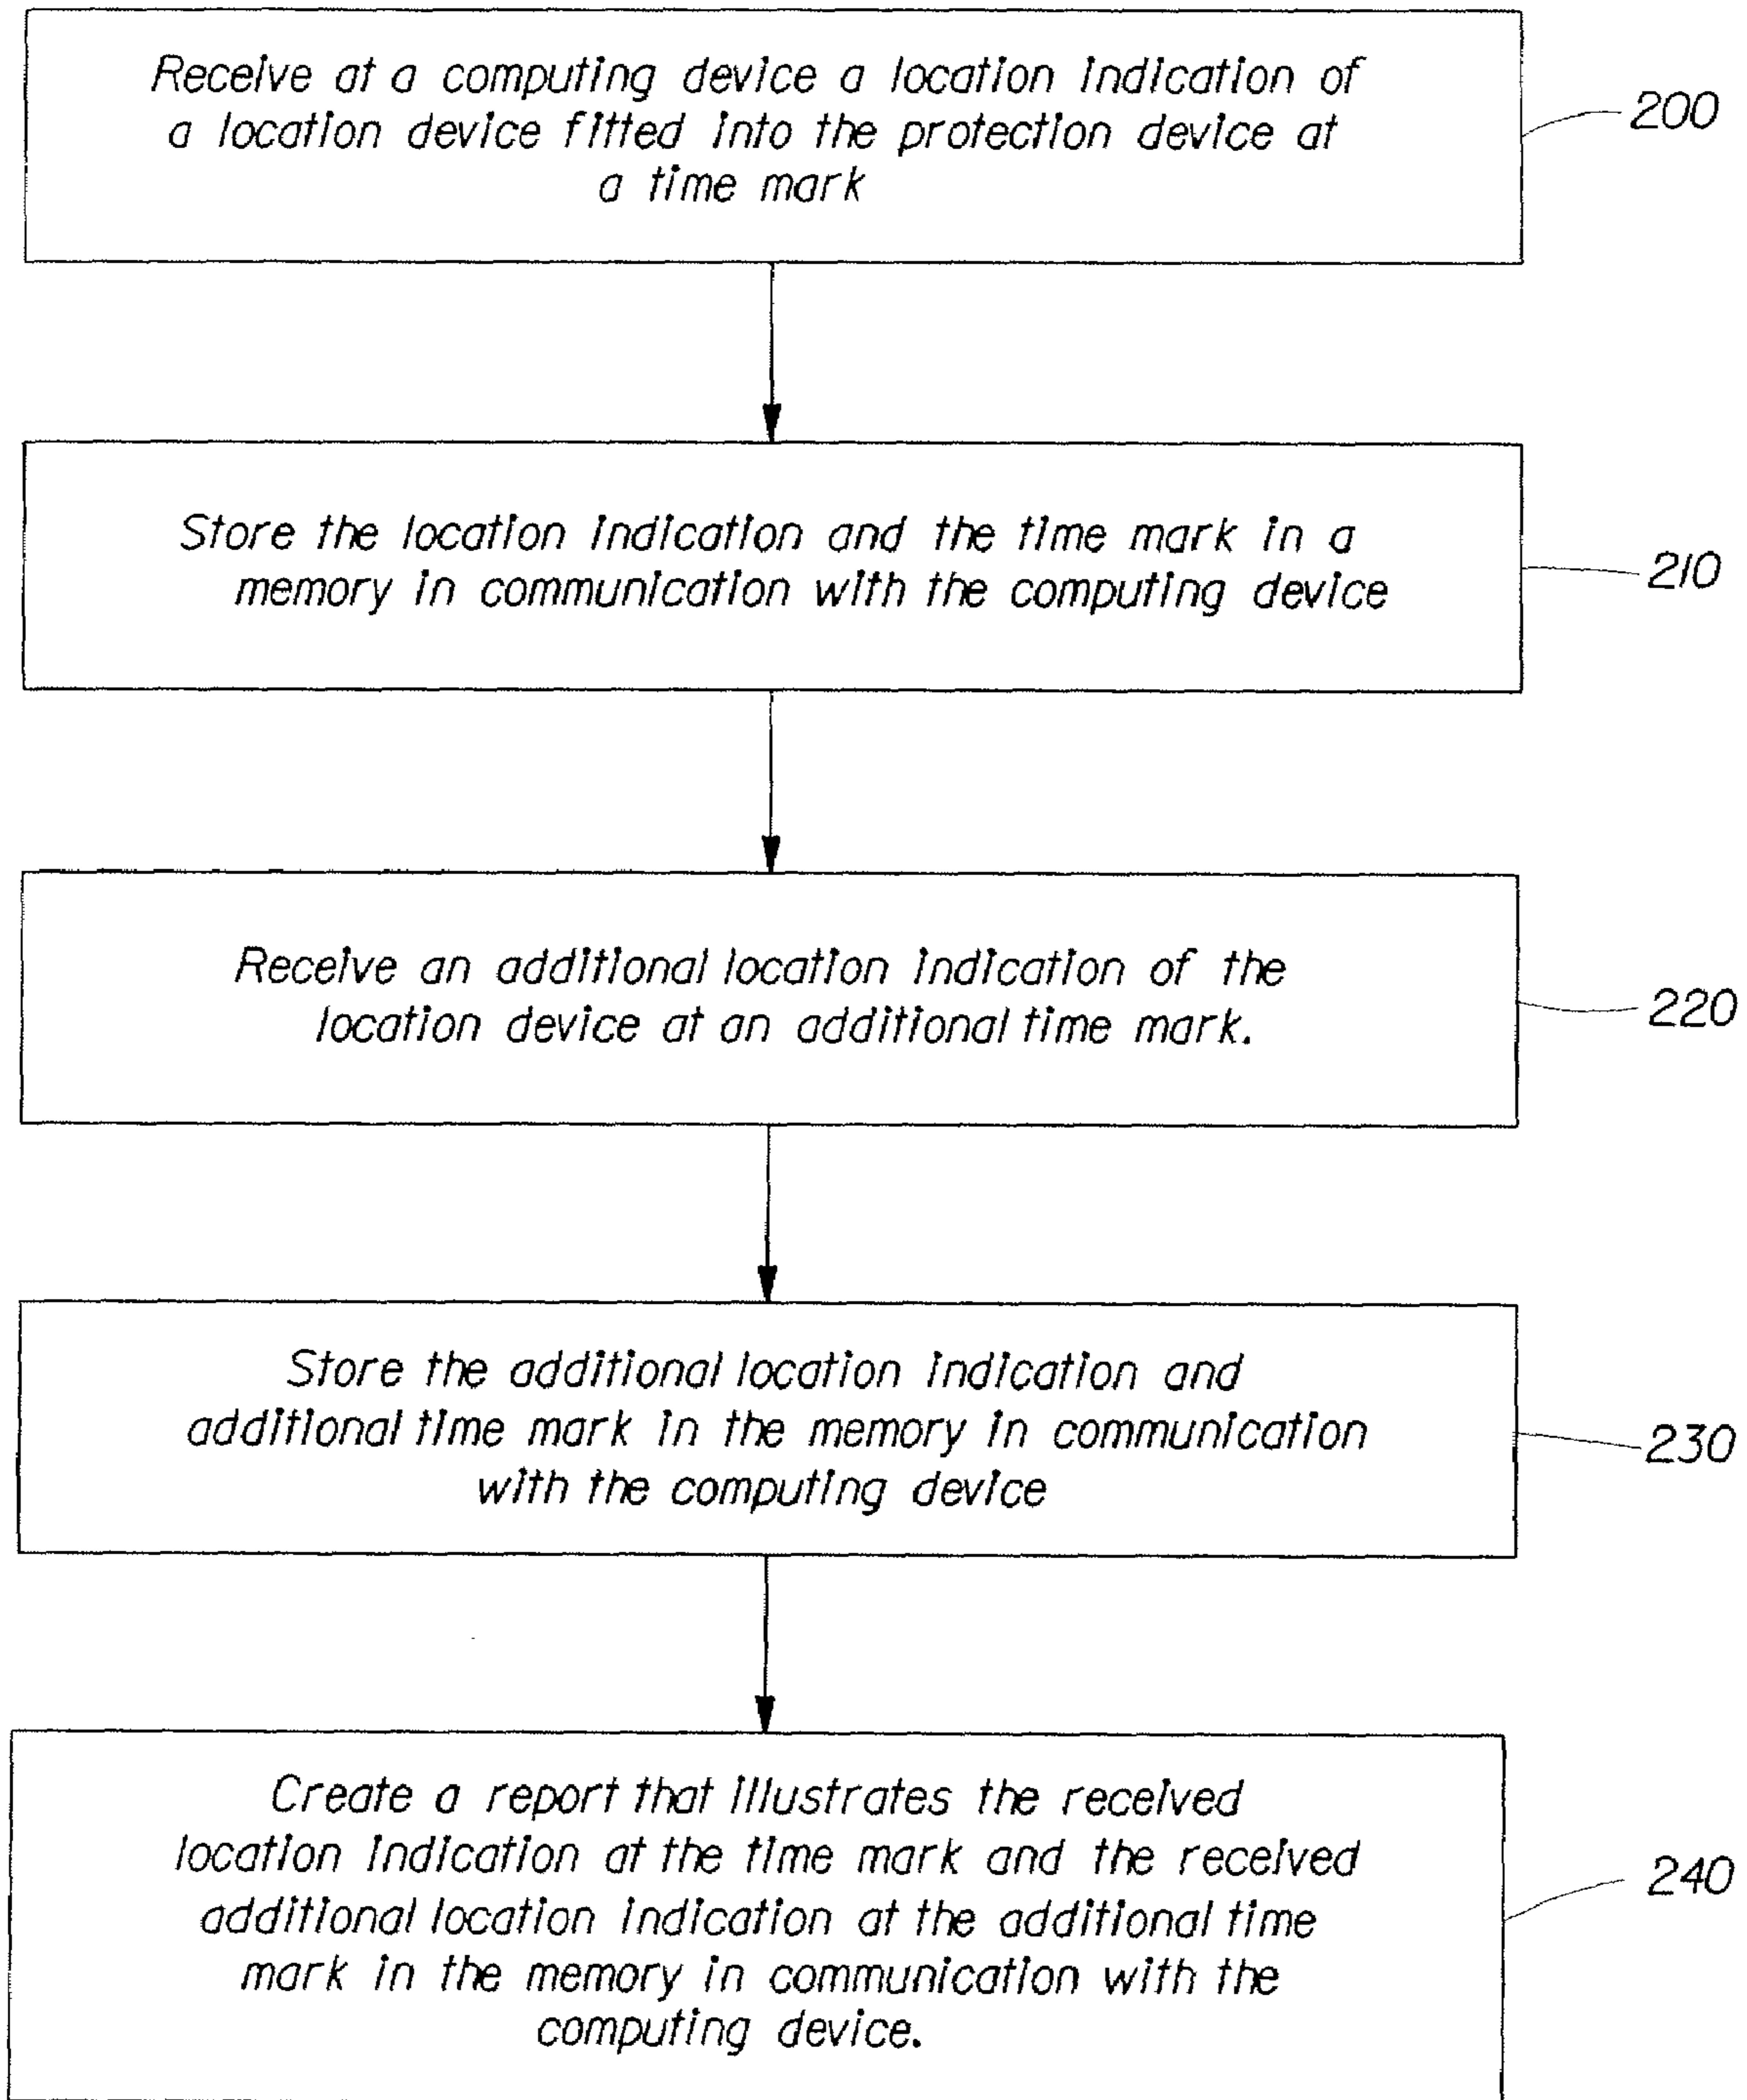 Receive at a computing device a location indication of
a location device fitted into the protection device at
a time mark
200
Store the location indication and the time mark in a
memory in communication with the computing device
210
Receive an additional location indication of the
location device at an additional time mark.
220
Store the additional location indication and
additional time mark in the memory in communication
with the computing device
230
Create a report that illustrates the received
location indication at the time mark and the received
additional location indication at the additional time
mark in the memory in communication with the
computing device.
240